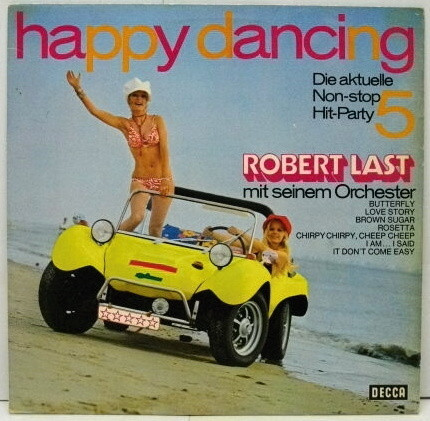 happy dancing
Die aktuelle
Non-stop
Hit-Party
5
ROBERT LAST
mit seinem Orchester
BUTTERFLY
LOVE STORY
BROWN SUGAR
ROSETTA
CHIRPY CHIRPY, CHEEP CHEEP
I AM... I SAID
IT DON'T COME EASY
DECCA